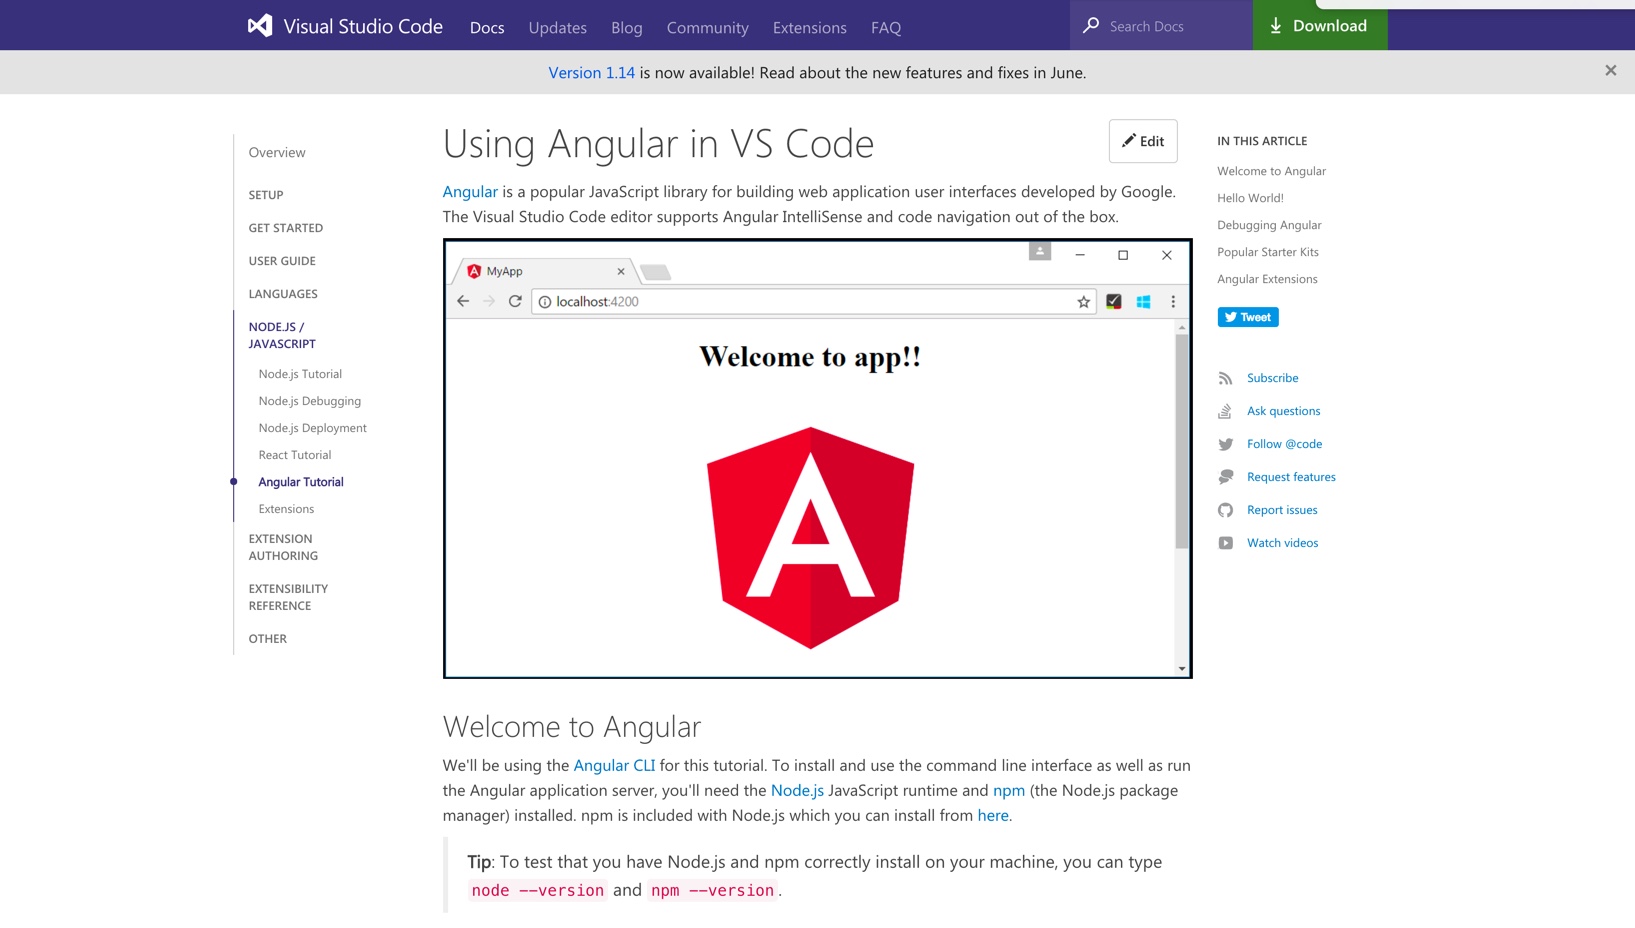 Visual Studio Code Docs Updates Blog Community Extensions FAQ Search Docs Download
Version 1.14 is now available! Read about the new features and fixes in June.
Overview
SETUP
GET STARTED
USER GUIDE
LANGUAGES
NODE.JS /
JAVASCRIPT
Node.js Tutorial
Node.js Debugging
Node.js Deployment
React Tutorial
Angular Tutorial
Extensions
EXTENSION
AUTHORING
EXTENSIBILITY
REFERENCE
OTHER
Using Angular in VS Code
Edit
Angular is a popular JavaScript library for building web application user interfaces developed by Google.
The Visual Studio Code editor supports Angular IntelliSense and code navigation out of the box.
MyApp
localhost:4200
Welcome to app!!
Welcome to Angular
We'll be using the Angular CLI for this tutorial. To install and use the command line interface as well as run
the Angular application server, you'll need the Node.js JavaScript runtime and npm (the Node.js package
manager) installed. npm is included with Node.js which you can install from here.
Tip: To test that you have Node.js and npm correctly install on your machine, you can type
node --version and npm --version.
IN THIS ARTICLE
Welcome to Angular
Hello World!
Debugging Angular
Popular Starter Kits
Angular Extensions
Tweet
Subscribe
Ask questions
Follow @code
Request features
Report issues
Watch videos